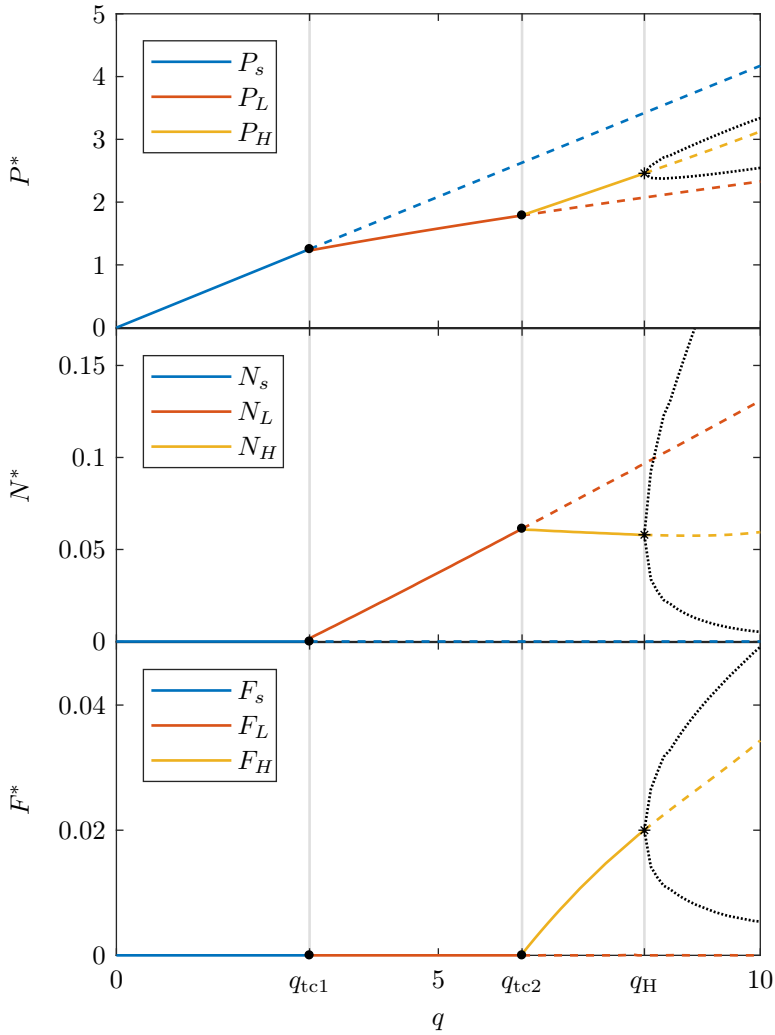 5
4
3
2
1
0
P*
P_s
P_L
P_H
0.15
0.1
0.05
0
N*
N_s
N_L
N_H
0.04
0.02
0
F*
F_s
F_L
F_H
0 q_tc1 5 q_tc2 q_H 10
q